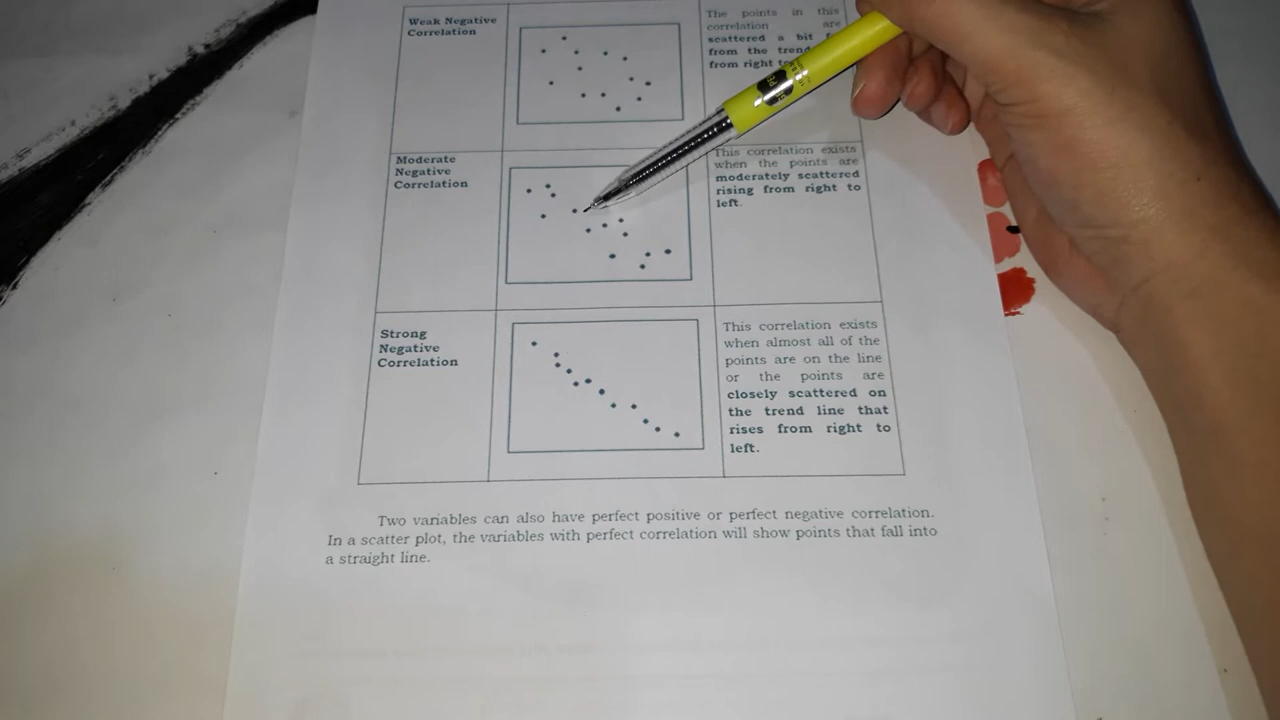 Weak Negative
Correlation
The points in this
correlation are
scattered a bit
from the trend
from right
Moderate
Negative
Correlation
This correlation exists
when the points are
moderately scattered
rising from right to
left.
Strong
Negative
Correlation
This correlation exists
when almost all of the
points are on the line
or the points are
closely scattered on
the trend line that
rises from right to
left.
Two variables can also have perfect positive or perfect negative correlation.
In a scatter plot, the variables with perfect correlation will show points that fall into
a straight line.